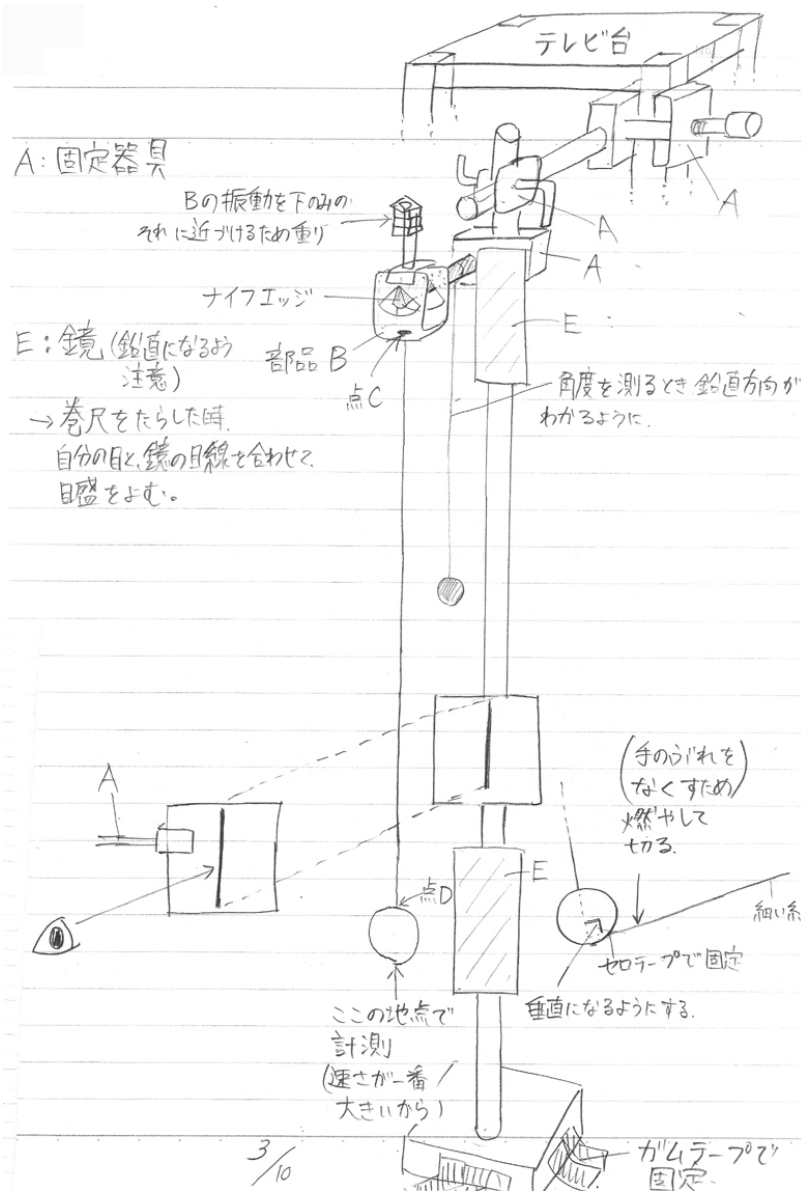 テレビ台
A:固定器具
A
Bの振動を下のみの
それに近づけるため重り
A
A
ナイフエッジ
E
E:鏡(鉛直になるよう
注意)
部品B
点C
角度を測るとき鉛直方向が
わかるように.
→巻尺をたらした時.
自分の目と、鏡の目線を合わせて、
目盛をよむ。
(手のぶれを
なくすため)
燃やして
切る.
A
E
点D
細い糸
セロテープで固定
垂直になるようにする.
ここの地点で
計測
(速さが一番
大きいから)
3/10
ガムテープで
固定.